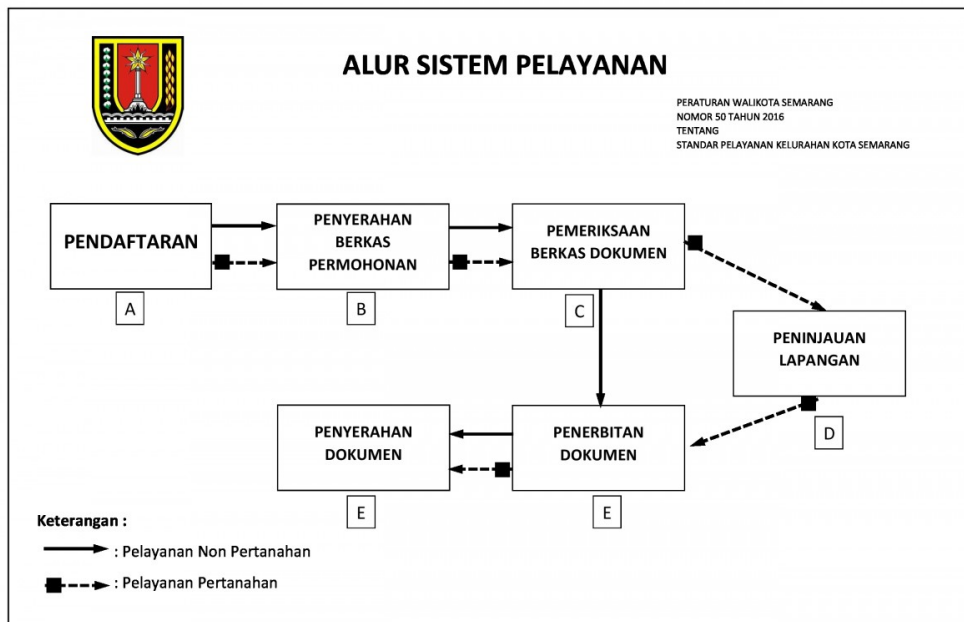 ALUR SISTEM PELAYANAN
PERATURAN WALIKOTA SEMARANG
NOMOR 50 TAHUN 2016
TENTANG
STANDAR PELAYANAN KELURAHAN KOTA SEMARANG
PENDAFTARAN
A
PENYERAHAN
BERKAS
PERMOHONAN
B
PEMERIKSAAN
BERKAS DOKUMEN
C
PENINJAUAN
LAPANGAN
D
PENYERAHAN
DOKUMEN
E
PENERBITAN
DOKUMEN
E
Keterangan :
: Pelayanan Non Pertanahan
: Pelayanan Pertanahan